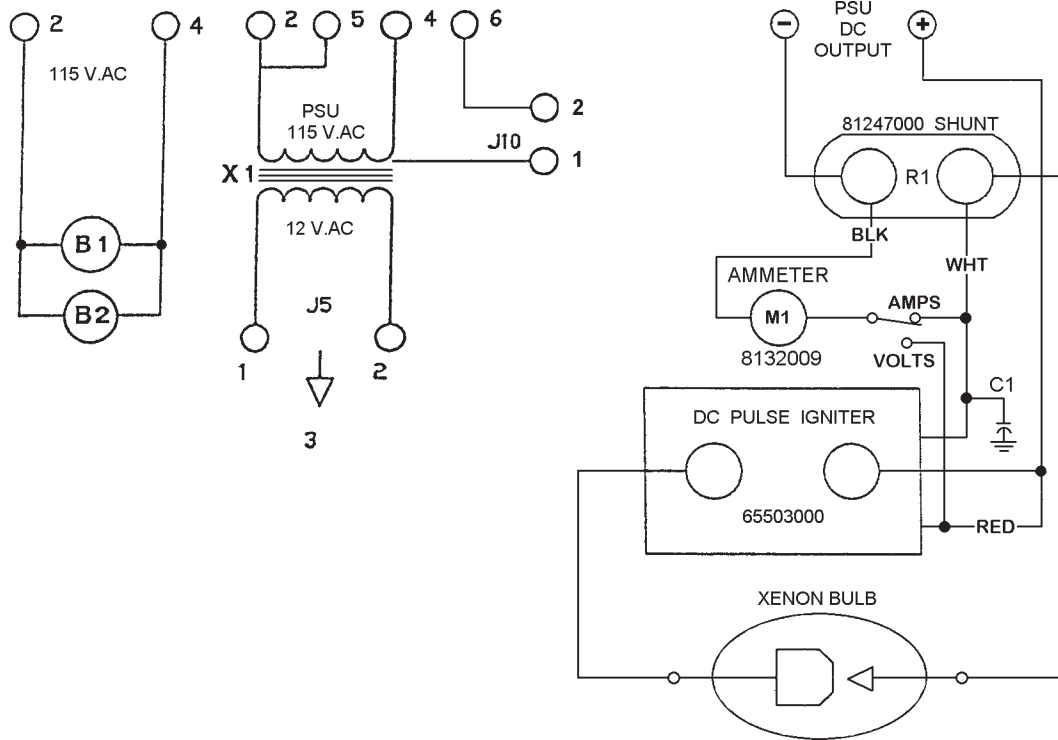 2 4
115 V.AC
B1
B2
2 5 4 6
PSU
115 V.AC
X1
12 V.AC
J5
1 2
3
2
J10
1
PSU
DC
OUTPUT
− +
81247000 SHUNT
R1
BLK
WHT
AMMETER
M1
8132009
AMPS
VOLTS
C1
DC PULSE IGNITER
65503000
RED
XENON BULB